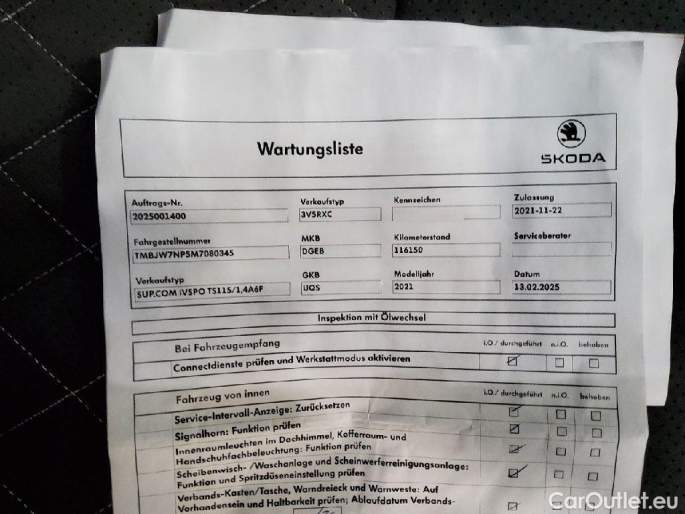 Wartungsliste
SKODA
Auftrags-Nr. Verkaufstyp Kennzeichen Zulassung
2025001400 3V5RXC 2021-11-22
Fahrgestellnummer MKB Kilometerstand Serviceberater
TMBJW7NP5M7080345 DGEB 116150
Verkaufstyp GKB Modelljahr Datum
SUP.COM iVSPO TS115/1,4A6F UQS 2021 13.02.2025
Inspektion mit Ölwechsel
Bei Fahrzeugempfang i.O./ durchgeführt n.i.O. behoben
Connectdienste prüfen und Werkstattmodus aktivieren
Fahrzeug von innen i.O./ durchgeführt n.i.O. behoben
Service-Intervall-Anzeige: Zurücksetzen
Signalhorn: Funktion prüfen
Innenraumleuchten im Dachhimmel, Kofferraum- und
Handschuhfachbeleuchtung: Funktion prüfen
Scheibenwisch- /Waschanlage und Scheinwerferreinigungsanlage:
Funktion und Spritzdüseneinstellung prüfen
Verbands-Kasten/Tasche, Warndreieck und Warnweste: Auf
Vorhandensein und Haltbarkeit prüfen; Ablaufdatum Verbands-
CarOutlet.eu